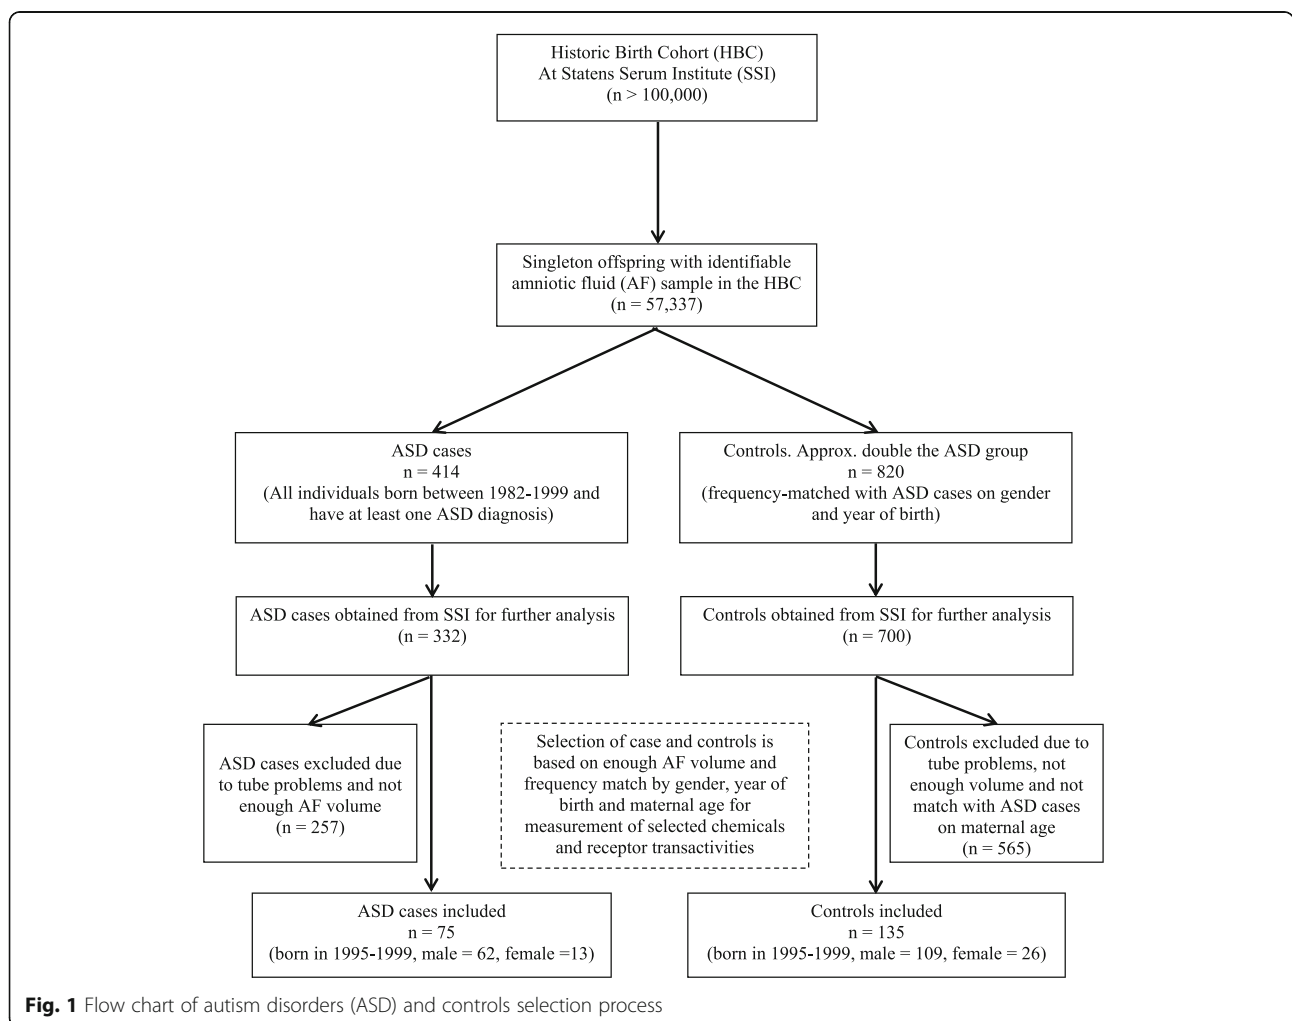 Historic Birth Cohort (HBC)
At Statens Serum Institute (SSI)
(n > 100,000)
Singleton offspring with identifiable
amniotic fluid (AF) sample in the HBC
(n = 57,337)
ASD cases
n = 414
(All individuals born between 1982-1999 and
have at least one ASD diagnosis)
Controls. Approx. double the ASD group
n = 820
(frequency-matched with ASD cases on gender
and year of birth)
ASD cases obtained from SSI for further analysis
(n = 332)
Controls obtained from SSI for further analysis
(n = 700)
ASD cases excluded due
to tube problems and not
enough AF volume
(n = 257)
Selection of case and controls is
based on enough AF volume and
frequency match by gender, year of
birth and maternal age for
measurement of selected chemicals
and receptor transactivities
Controls excluded due to
tube problems, not
enough volume and not
match with ASD cases
on maternal age
(n = 565)
ASD cases included
n = 75
(born in 1995-1999, male = 62, female =13)
Controls included
n = 135
(born in 1995-1999, male = 109, female = 26)
Fig. 1 Flow chart of autism disorders (ASD) and controls selection process